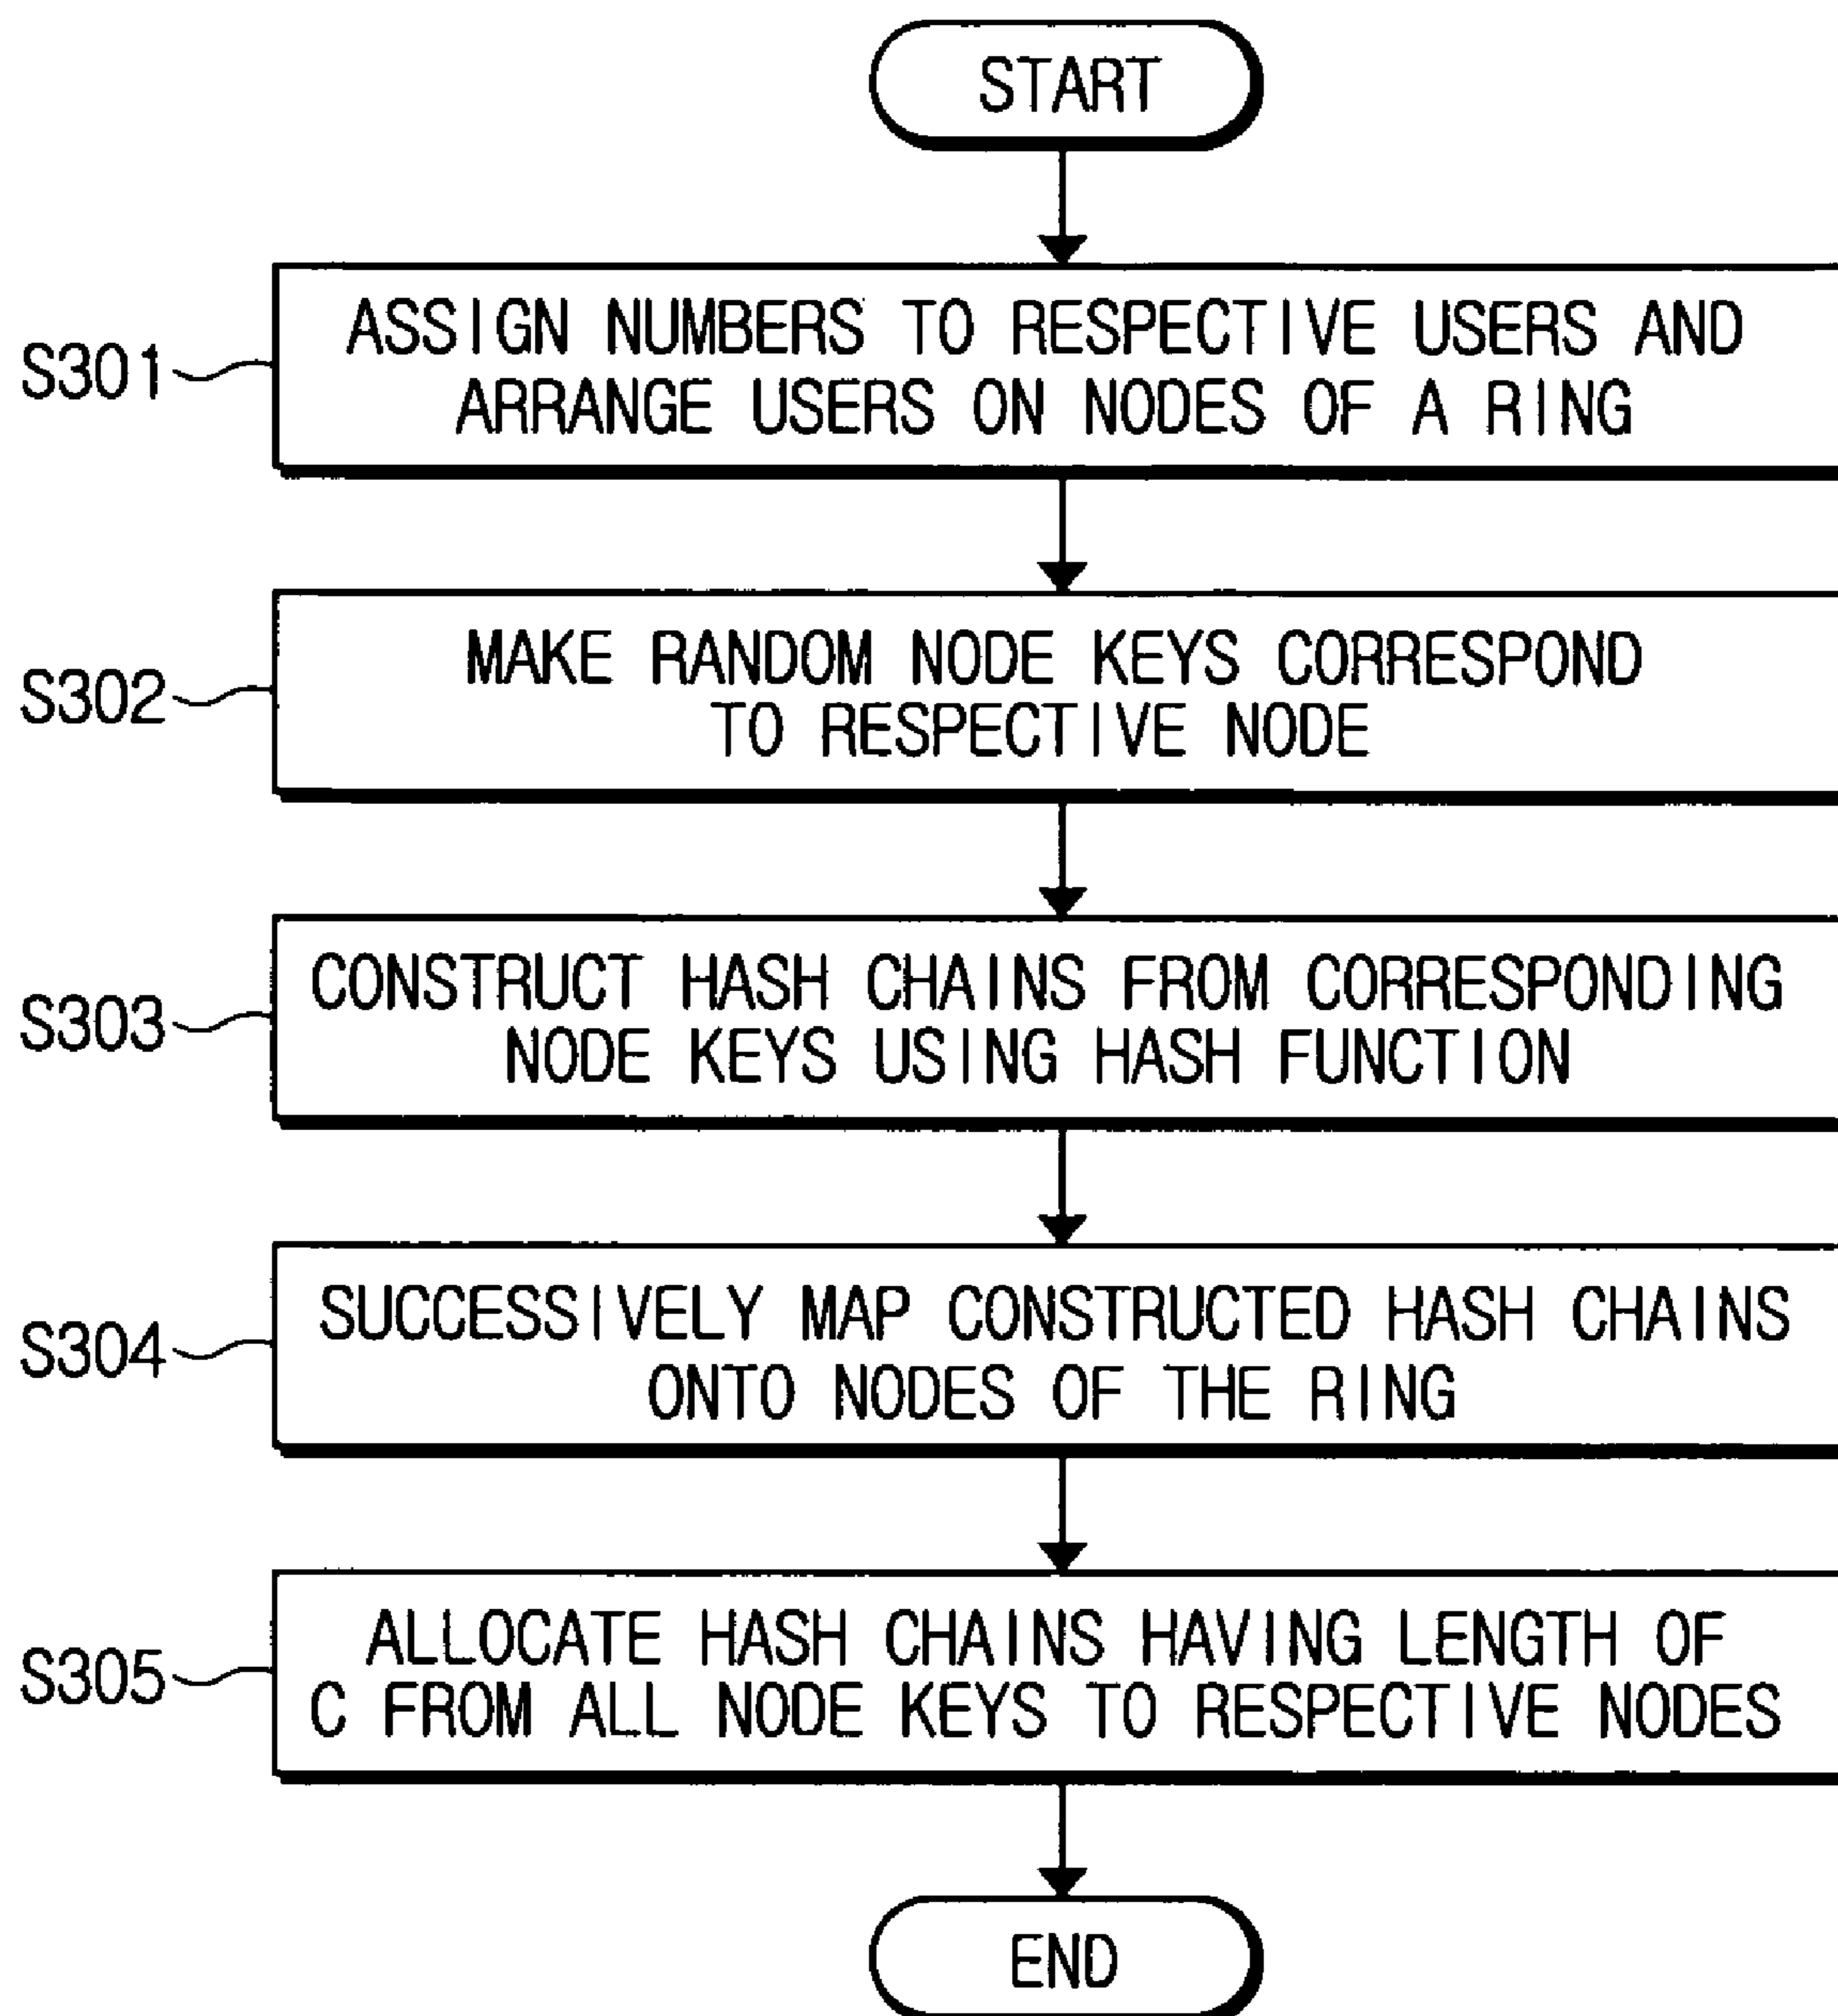 START
S301
ASSIGN NUMBERS TO RESPECTIVE USERS AND
ARRANGE USERS ON NODES OF A RING
S302
MAKE RANDOM NODE KEYS CORRESPOND
TO RESPECTIVE NODE
S303
CONSTRUCT HASH CHAINS FROM CORRESPONDING
NODE KEYS USING HASH FUNCTION
S304
SUCCESSIVELY MAP CONSTRUCTED HASH CHAINS
ONTO NODES OF THE RING
S305
ALLOCATE HASH CHAINS HAVING LENGTH OF
C FROM ALL NODE KEYS TO RESPECTIVE NODES
END